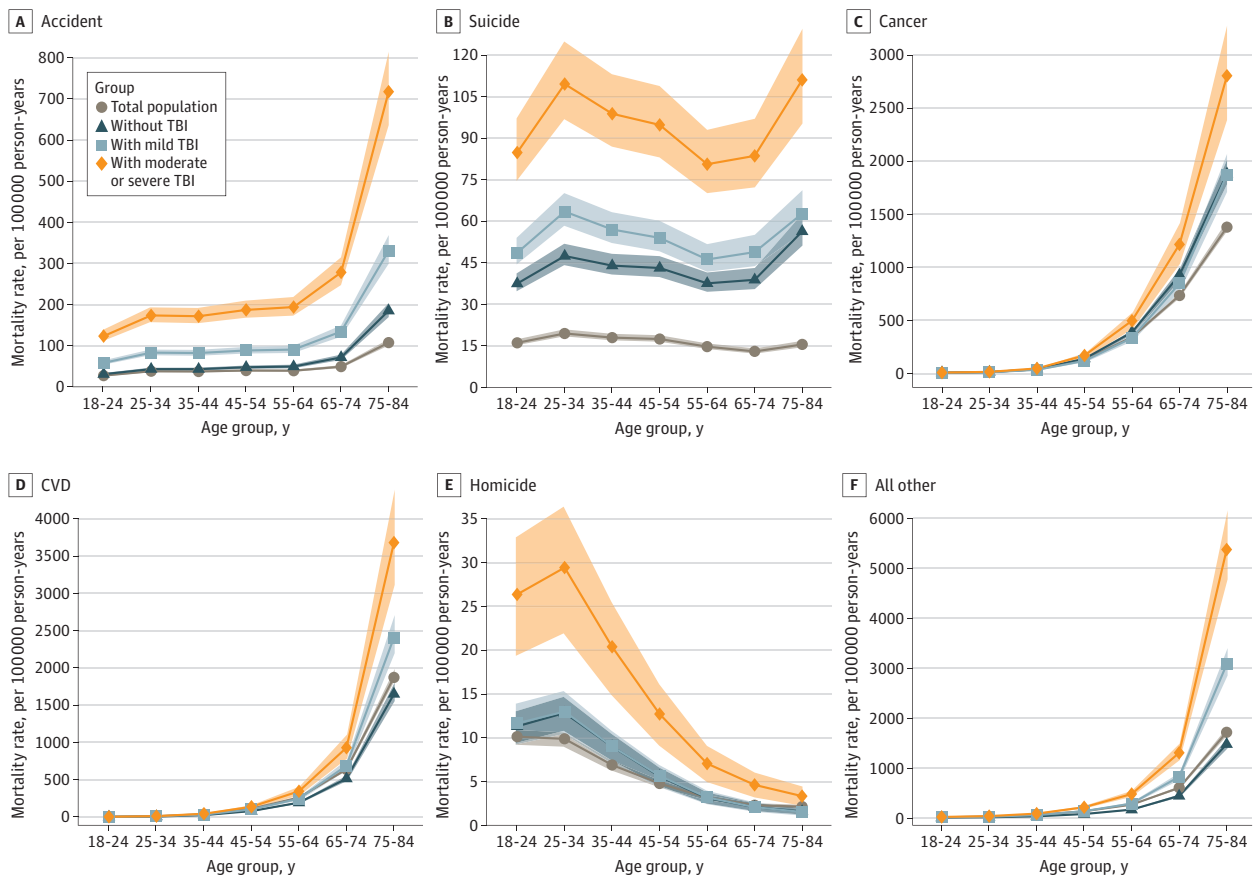 A Accident
Mortality rate, per 100 000 person-years
800
700
600
500
400
300
200
100
0
Group
Total population
Without TBI
With mild TBI
With moderate
or severe TBI
18-24 25-34 35-44 45-54 55-64 65-74 75-84
Age group, y
B Suicide
Mortality rate, per 100 000 person-years
120
105
90
75
60
45
30
15
0
18-24 25-34 35-44 45-54 55-64 65-74 75-84
Age group, y
C Cancer
Mortality rate, per 100 000 person-years
3000
2500
2000
1500
1000
500
0
18-24 25-34 35-44 45-54 55-64 65-74 75-84
Age group, y
D CVD
Mortality rate, per 100 000 person-years
4000
3500
3000
2500
2000
1500
1000
500
0
18-24 25-34 35-44 45-54 55-64 65-74 75-84
Age group, y
E Homicide
Mortality rate, per 100 000 person-years
35
30
25
20
15
10
5
0
18-24 25-34 35-44 45-54 55-64 65-74 75-84
Age group, y
F All other
Mortality rate, per 100 000 person-years
6000
5000
4000
3000
2000
1000
0
18-24 25-34 35-44 45-54 55-64 65-74 75-84
Age group, y